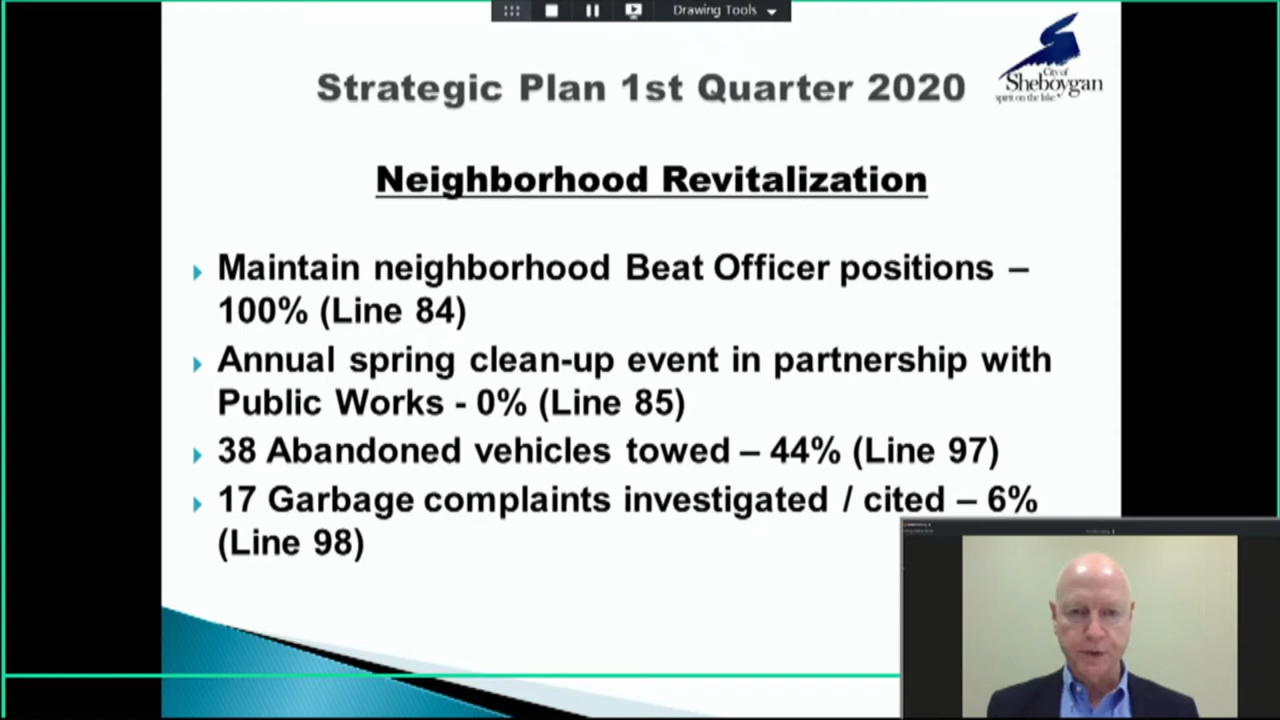 Drawing Tools
City of
Sheboygan
spirit on the lake.
Strategic Plan 1st Quarter 2020
Neighborhood Revitalization
Maintain neighborhood Beat Officer positions –
100% (Line 84)
Annual spring clean-up event in partnership with
Public Works - 0% (Line 85)
38 Abandoned vehicles towed – 44% (Line 97)
17 Garbage complaints investigated / cited – 6%
(Line 98)